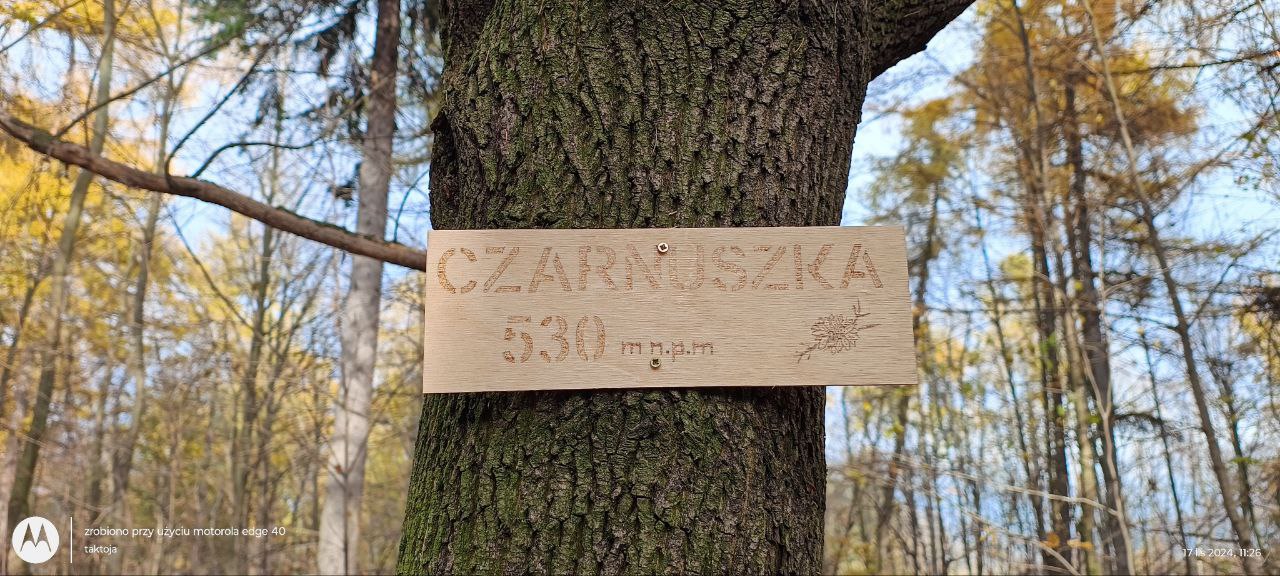 CZARNUSZKA
530 m n.p.m
zrobiono przy użyciu motorola edge 40
taktoja
17 lis 2024, 11:26